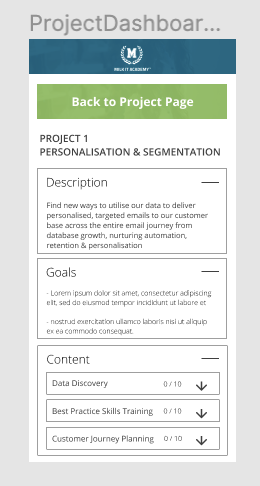 ProjectDashboar...
M
MILK IT ACADEMY
Back to Project Page
PROJECT 1
PERSONALISATION & SEGMENTATION
Description
Find new ways to utilise our data to deliver
personalised, targeted emails to our customer
base across the entire email journey from
database growth, nurturing automation,
retention & personalisation
Goals
- Lorem ipsum dolor sit amet, consectetur adipiscing
elit, sed do eiusmod tempor incididunt ut labore et
- nostrud exercitation ullamco laboris nisi ut aliquip
ex ea commodo consequat.
Content
Data Discovery 0 / 10
Best Practice Skills Training 0 / 10
Customer Journey Planning 0 / 10